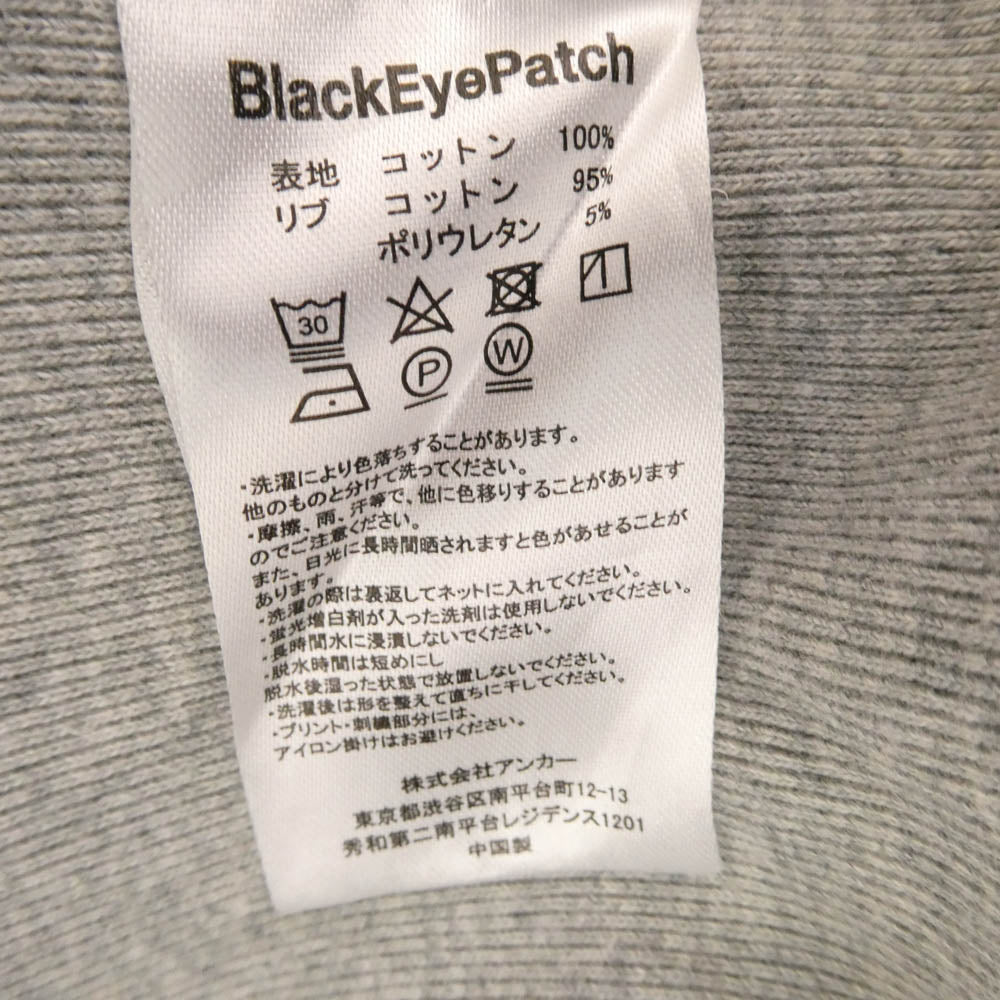 BlackEyePatch
表地 コットン 100%
リブ コットン 95%
ポリウレタン 5%
30
P W
・洗濯により色落ちすることがあります。
他のものと分けて洗ってください。
・摩擦、雨、汗等で、他に色移りすることがあります
のでご注意ください。
また、日光に長時間晒されますと色があせることが
あります。
・洗濯の際は裏返してネットに入れてください。
・蛍光増白剤が入った洗剤は使用しないでください。
・長時間水に浸漬しないでください。
・脱水時間は短めにし
脱水後湿った状態で放置しないでください。
・洗濯後は形を整えて直ちに干してください。
・プリント・刺繍部分には、
アイロン掛けはお避けください。
株式会社アンカー
東京都渋谷区南平台町12-13
秀和第二南平台レジデンス1201
中国製